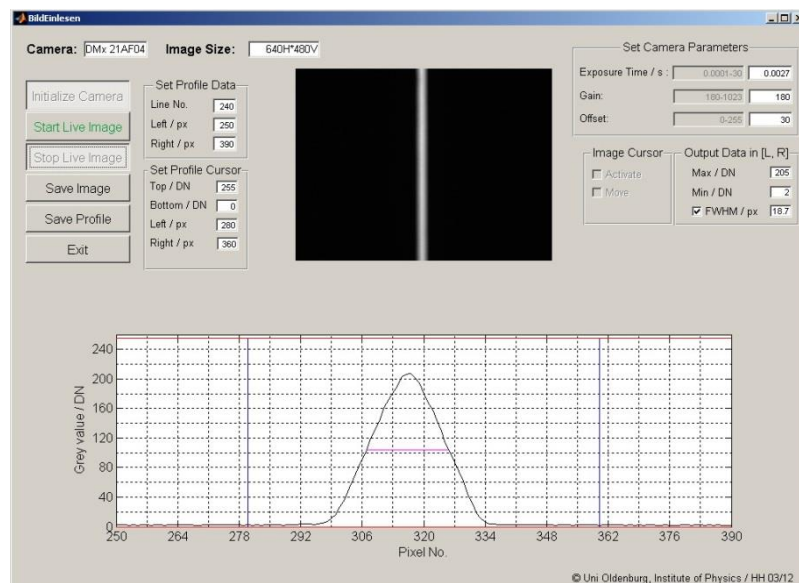 BildEinlesen
Camera: DMx 21AF04 Image Size: 640H*480V
Initialize Camera
Start Live Image
Stop Live Image
Save Image
Save Profile
Exit
Set Profile Data
Line No. 240
Left / px 250
Right / px 390
Set Profile Cursor
Top / DN 255
Bottom / DN 0
Left / px 280
Right / px 360
Set Camera Parameters
Exposure Time / s : 0.0001-30 0.0027
Gain: 180-1023 180
Offset: 0-255 30
Image Cursor
Activate
Move
Output Data in [L, R]
Max / DN 205
Min / DN 2
FWHM / px 18.7
Grey value / DN
240
200
160
120
80
40
0
250 264 278 292 306 320 334 348 362 376 390
Pixel No.
© Uni Oldenburg, Institute of Physics / HH 03/12